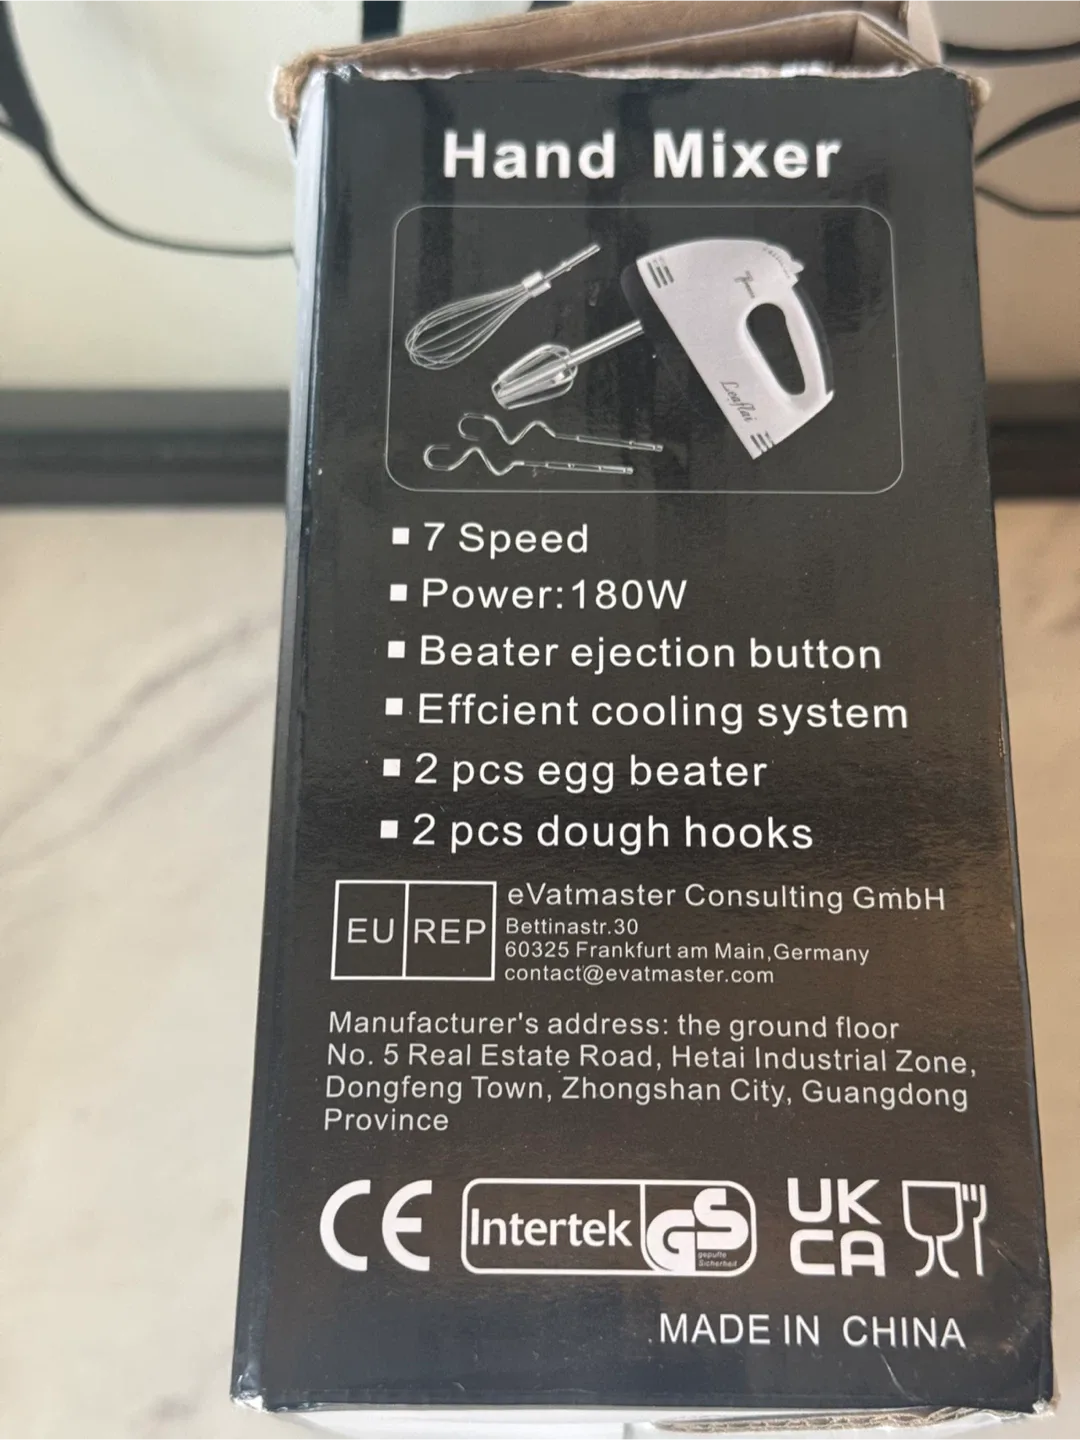 Hand Mixer
Leaflai
7 Speed
Power:180W
Beater ejection button
Effcient cooling system
2 pcs egg beater
2 pcs dough hooks
EU REP
eVatmaster Consulting GmbH
Bettinastr.30
60325 Frankfurt am Main,Germany
contact@evatmaster.com
Manufacturer's address: the ground floor
No. 5 Real Estate Road, Hetai Industrial Zone,
Dongfeng Town, Zhongshan City, Guangdong
Province
CE
Intertek
GS
geprüfte
Sicherheit
UK
CA
MADE IN CHINA